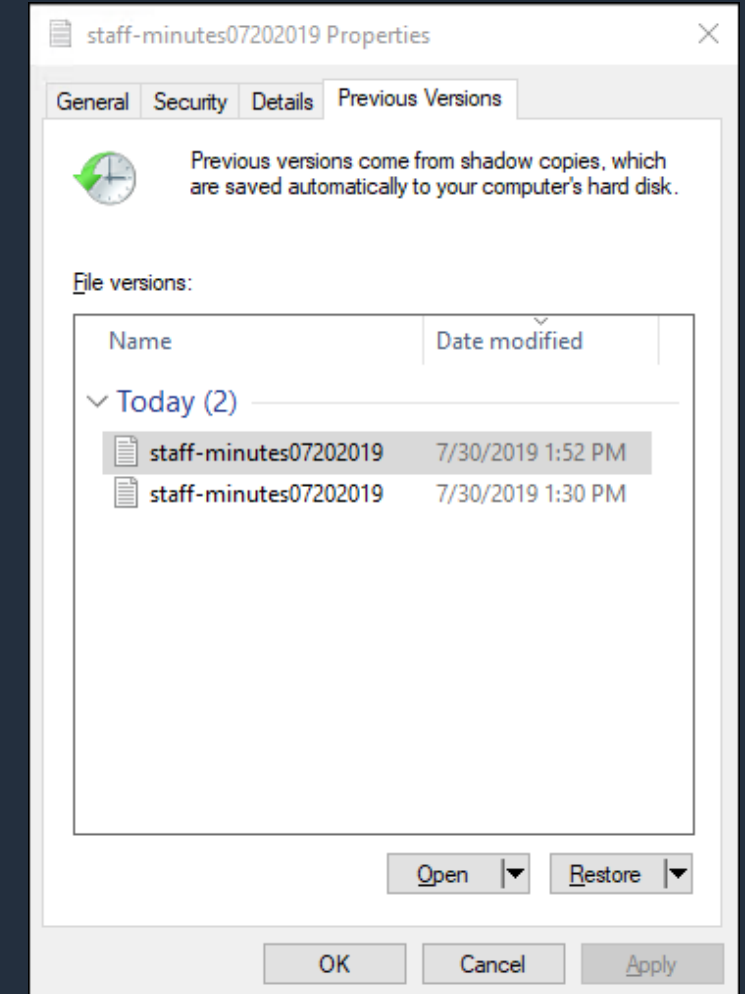 staff-minutes07202019 Properties
General Security Details Previous Versions
Previous versions come from shadow copies, which
are saved automatically to your computer's hard disk.
File versions:
Name Date modified
Today (2)
staff-minutes07202019 7/30/2019 1:52 PM
staff-minutes07202019 7/30/2019 1:30 PM
Open Restore
OK Cancel Apply